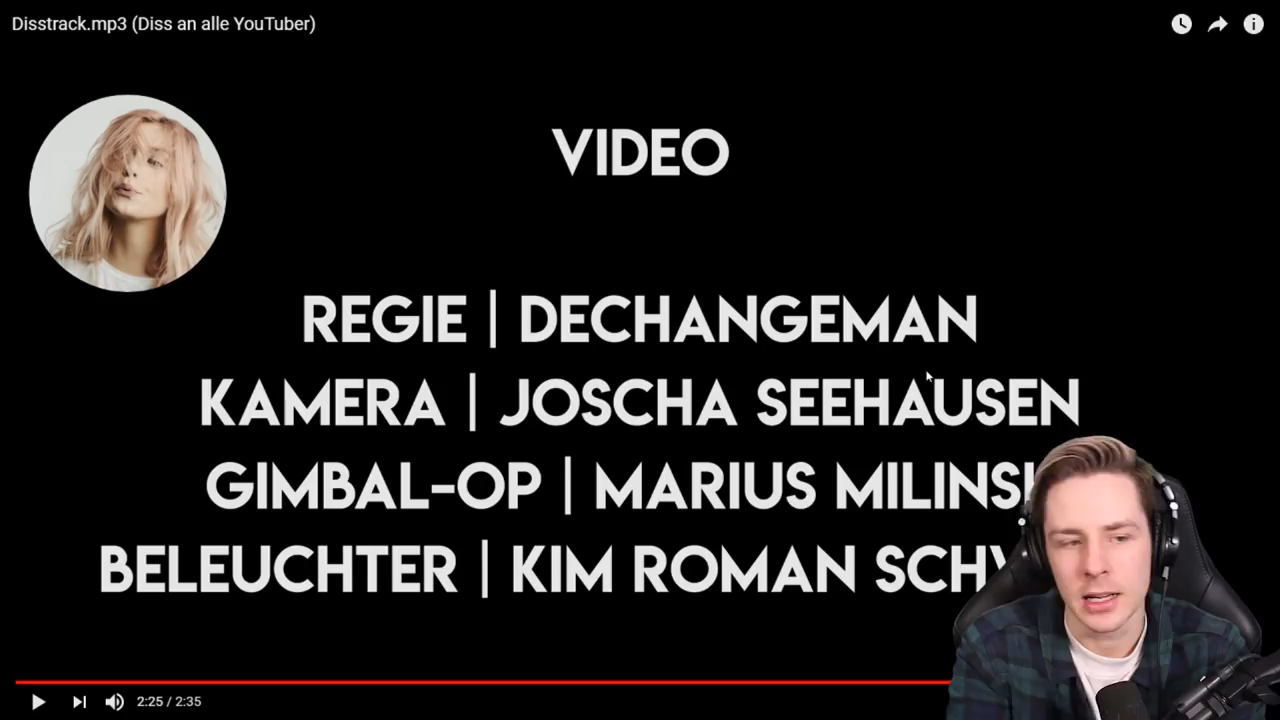 Disstrack.mp3 (Diss an alle YouTuber)
VIDEO
REGIE | DECHANGEMAN
KAMERA | JOSCHA SEEHAUSEN
GIMBAL-OP | MARIUS
BELEUCHTER | KIM ROMAN
2:25 / 2:35